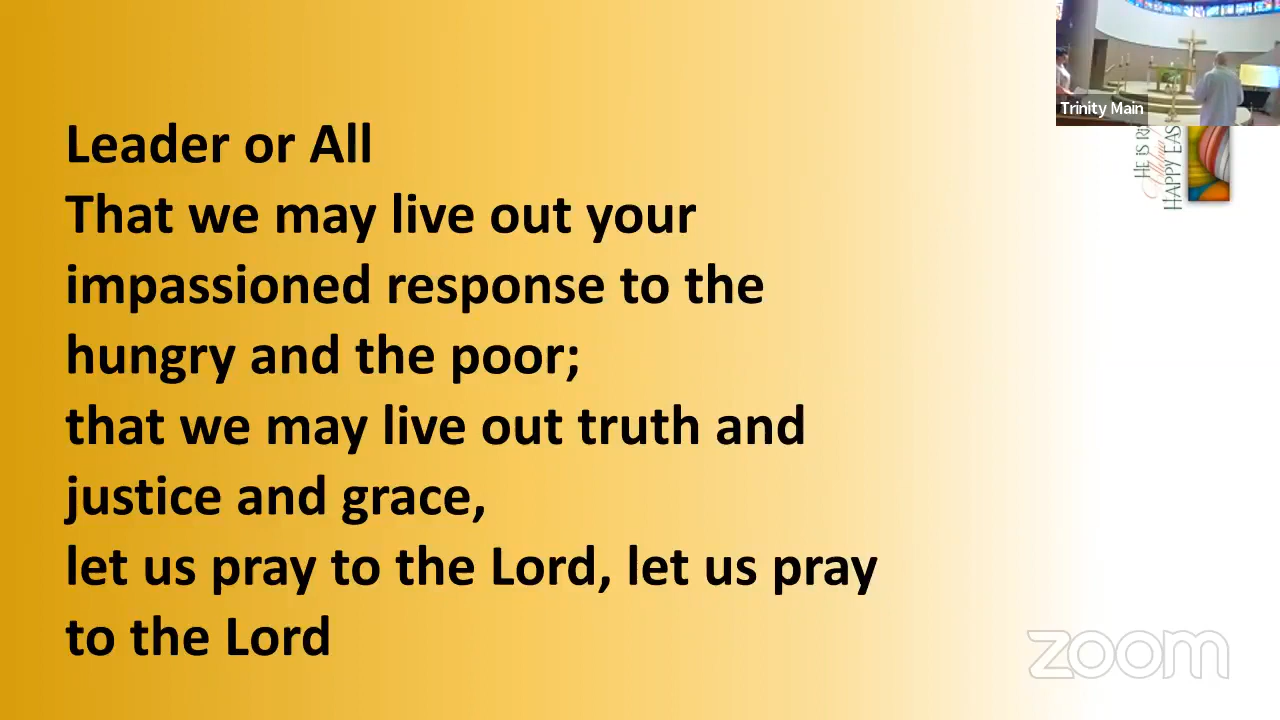 Leader or All
That we may live out your
impassioned response to the
hungry and the poor;
that we may live out truth and
justice and grace,
let us pray to the Lord, let us pray
to the Lord
Trinity Main
HE IS
HAPPY
zoom